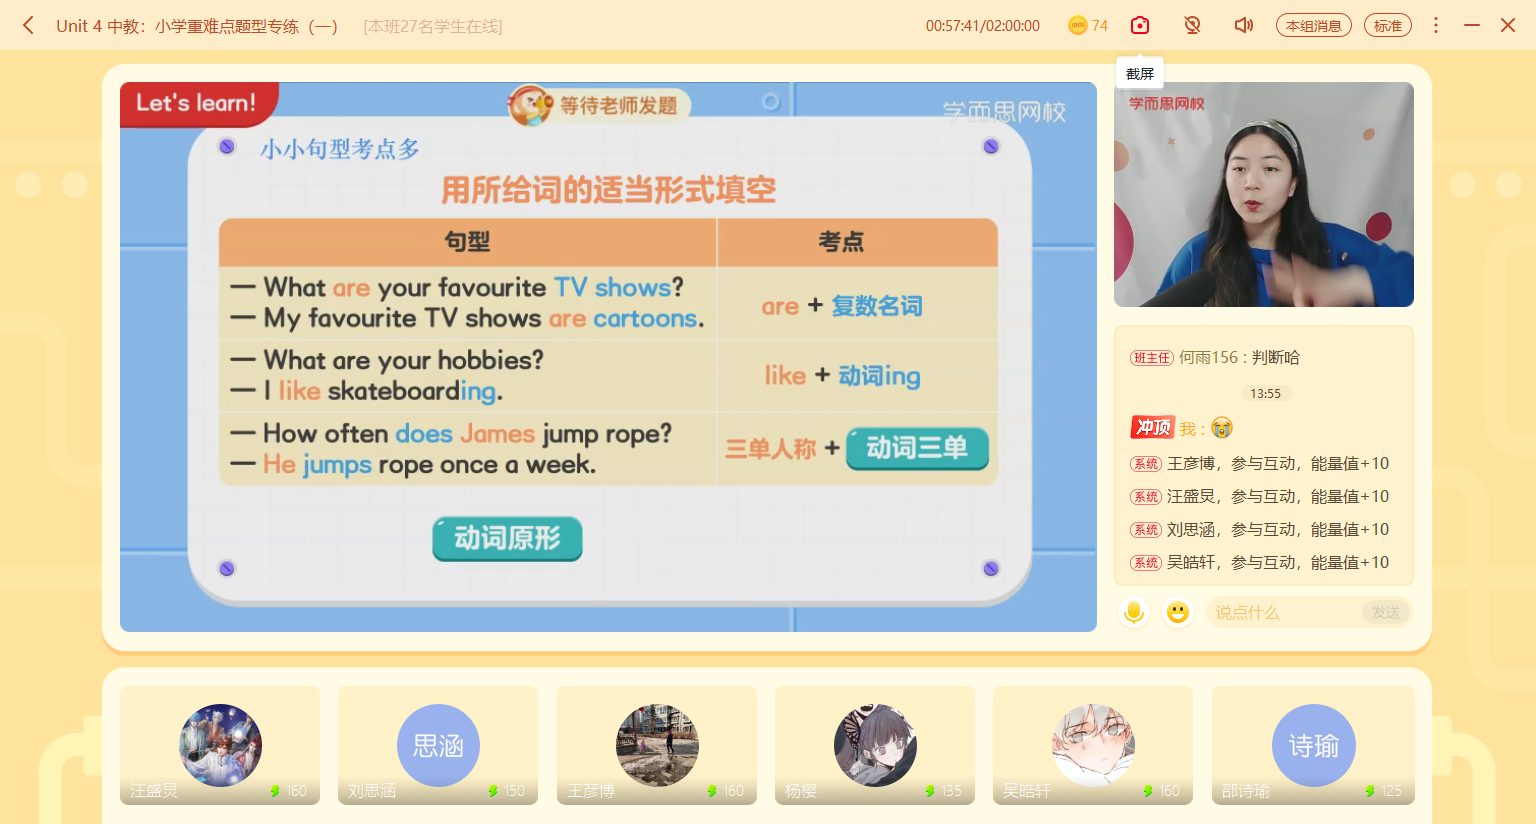 Unit 4 中教：小学重难点题型专练（一）
[本班27名学生在线]
00:57:41/02:00:00
100%
74
本组消息
标准
截屏
Let's learn!
等待老师发题
学而思网校
小小句型考点多
用所给词的适当形式填空
句型
考点
— What are your favourite TV shows?
— My favourite TV shows are cartoons.
are + 复数名词
— What are your hobbies?
— I like skateboarding.
like + 动词ing
— How often does James jump rope?
— He jumps rope once a week.
三单人称 + 动词三单
动词原形
学而思网校
班主任 何雨156 : 判断哈
13:55
冲顶 我 :
系统 王彦博，参与互动，能量值+10
系统 汪盛炅，参与互动，能量值+10
系统 刘思涵，参与互动，能量值+10
系统 吴皓轩，参与互动，能量值+10
说点什么
发送
汪盛炅
160
思涵
刘思涵
150
王彦博
160
杨樱
135
吴皓轩
160
诗瑜
邵诗瑜
125